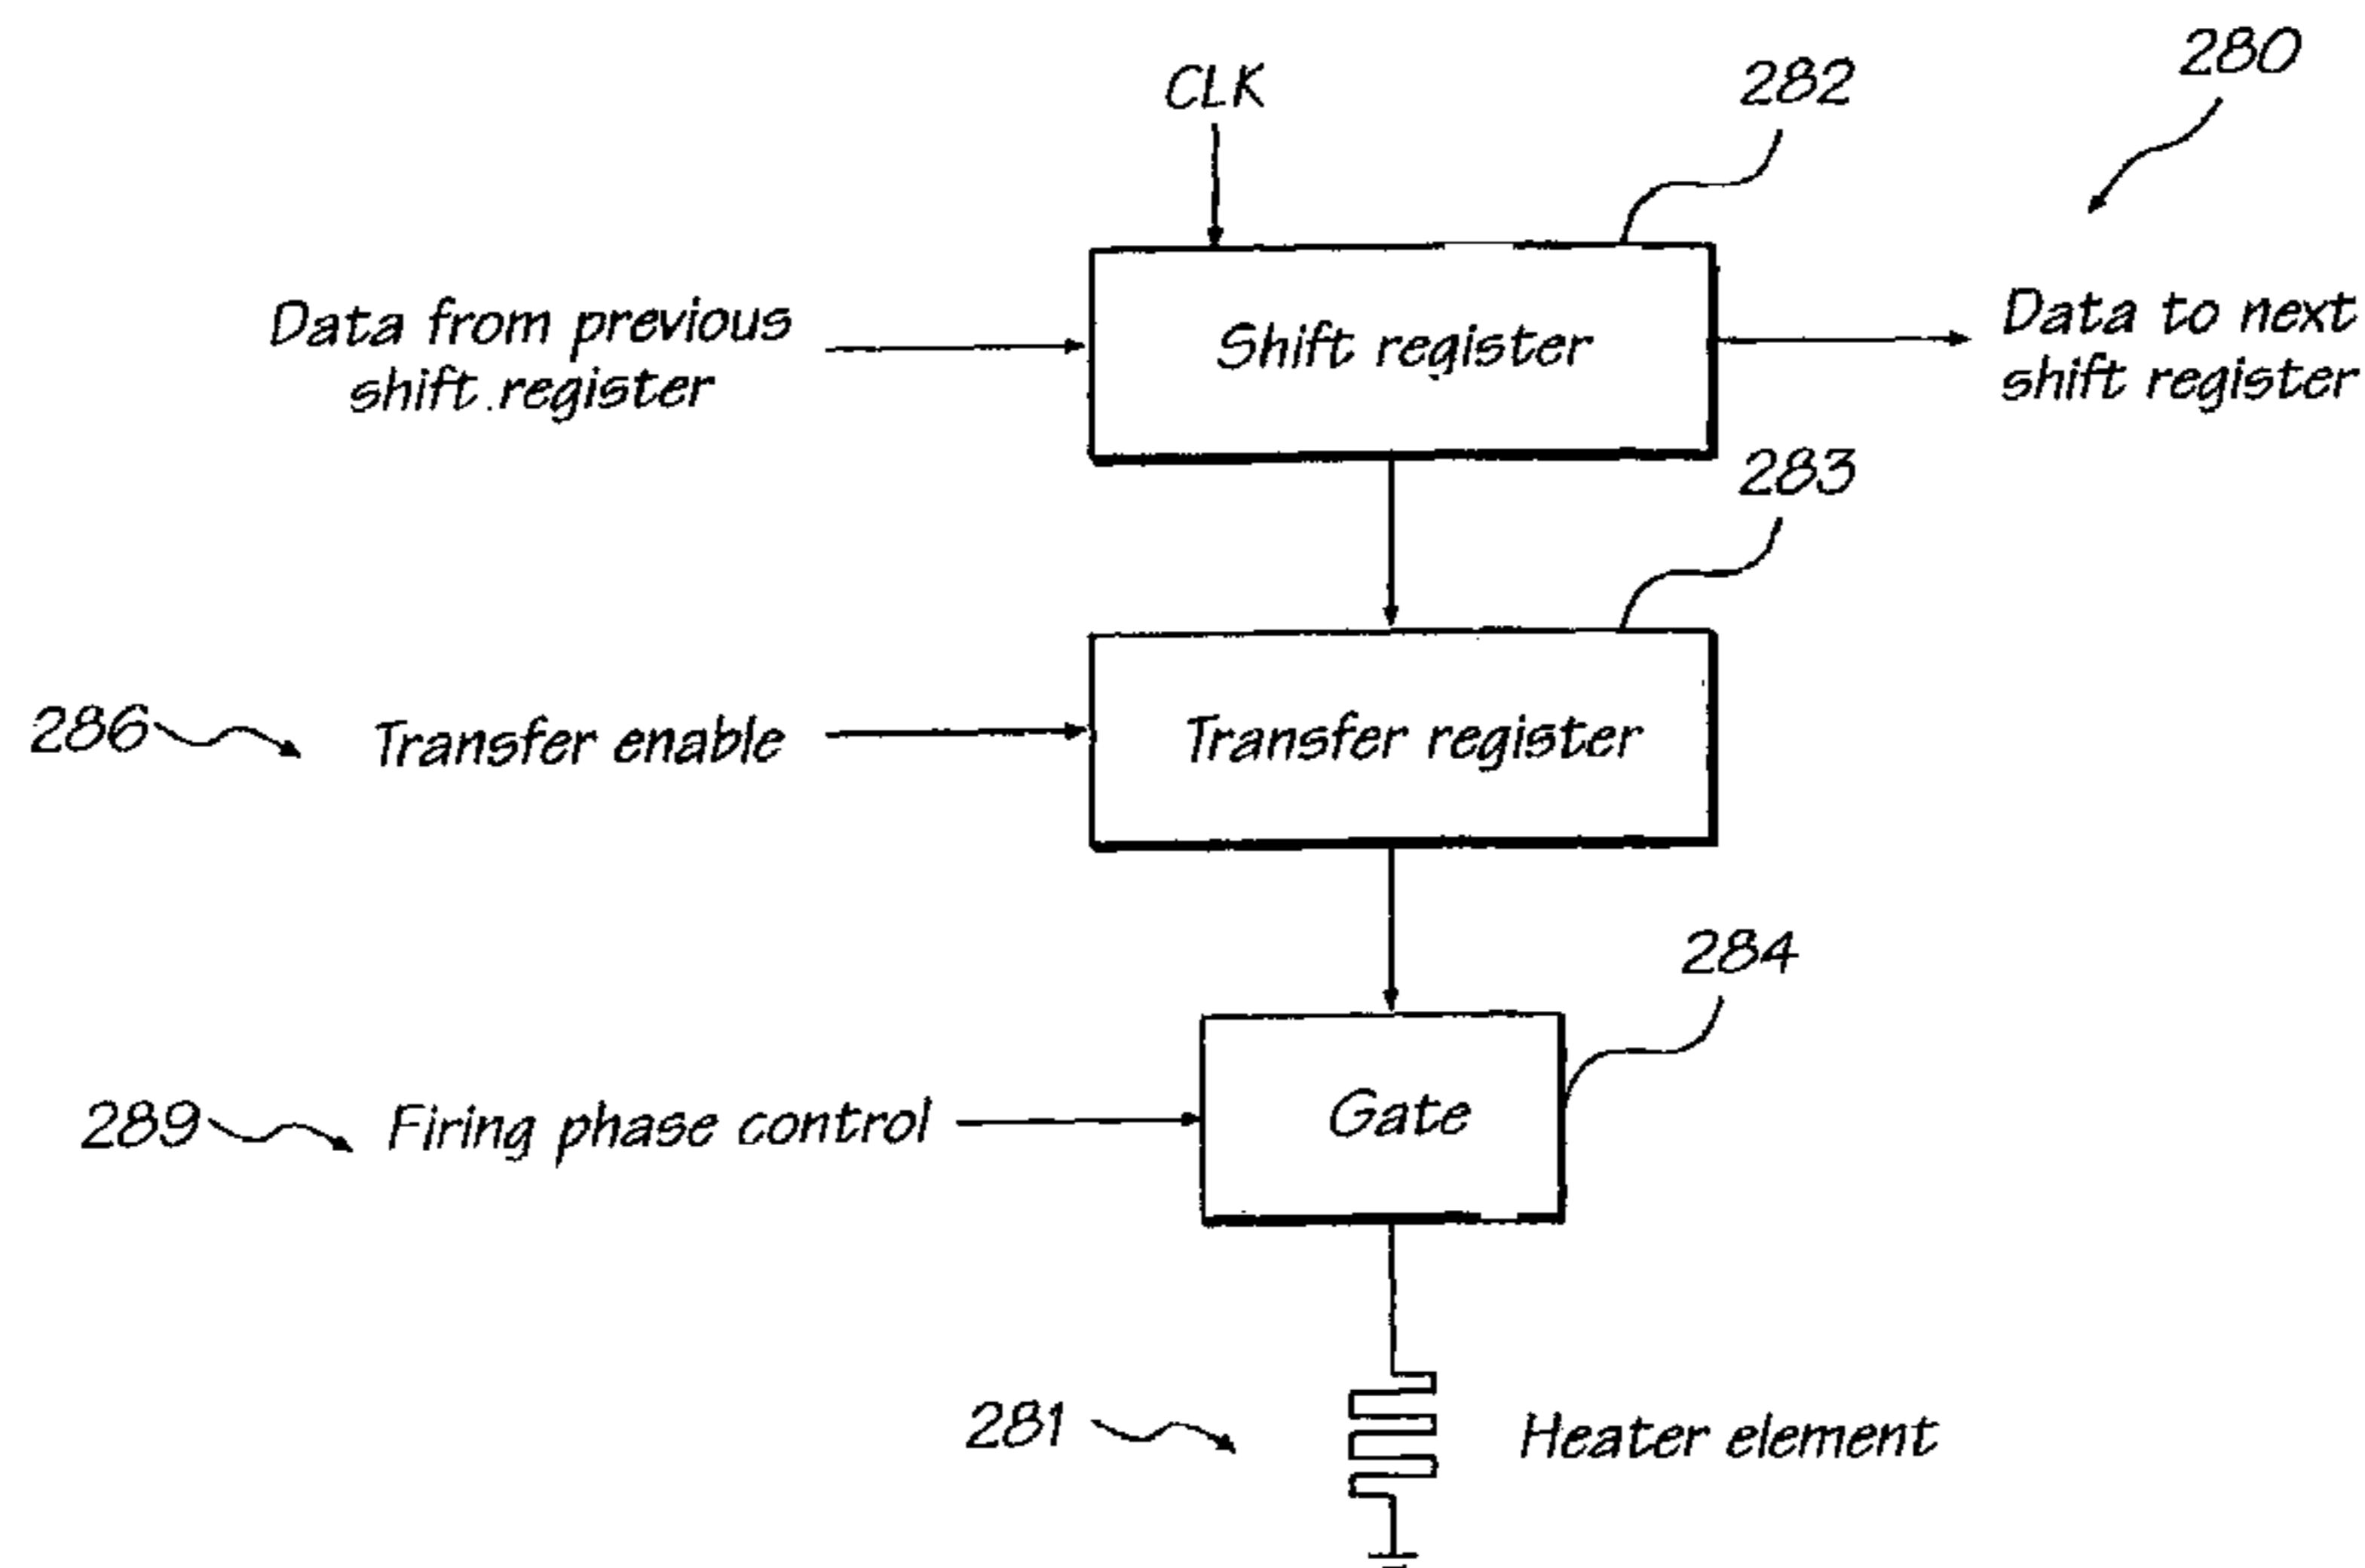 280
CLK
282
Data from previous
shift register
Shift register
Data to next
shift register
283
286
Transfer enable
Transfer register
284
289
Firing phase control
Gate
281
Heater element